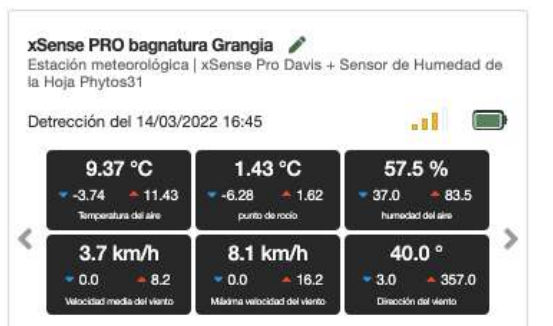 xSense PRO bagnatura Grangia
Estación meteorológica | xSense Pro Davis + Sensor de Humedad de
la Hoja Phytos31
Detrección del 14/03/2022 16:45
9.37 °C
-3.74 11.43
Temperatura del aire
1.43 °C
-6.28 1.62
punto de rocío
57.5 %
37.0 83.5
humedad del aire
3.7 km/h
0.0 8.2
Velocidad media del viento
8.1 km/h
0.0 16.2
Máxima velocidad del viento
40.0 °
3.0 357.0
Dirección del viento